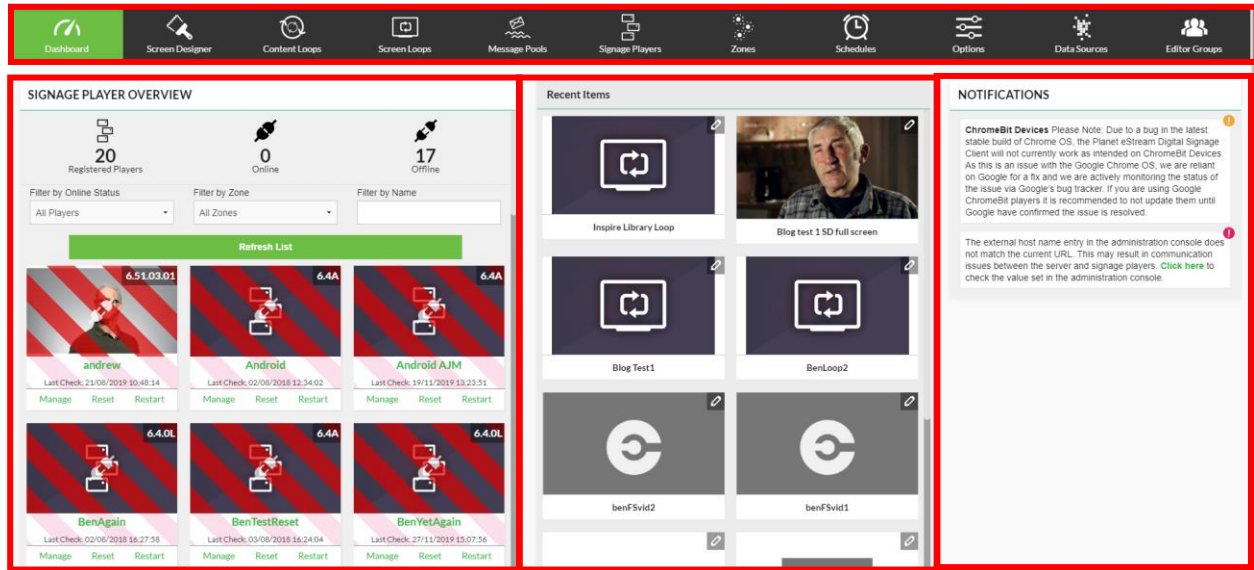 Dashboard
Screen Designer
Content Loops
Screen Loops
Message Pools
Signage Players
Zones
Schedules
Options
Data Sources
Editor Groups
SIGNAGE PLAYER OVERVIEW
20
Registered Players
0
Online
17
Offline
Filter by Online Status
Filter by Zone
Filter by Name
All Players
All Zones
Refresh List
6.51.03.01
andrew
Last Check: 21/08/2019 10:48:14
Manage Reset Restart
6.4A
Android
Last Check: 02/08/2018 12:34:02
Manage Reset Restart
6.4A
Android AJM
Last Check: 19/11/2019 13:23:51
Manage Reset Restart
6.4.0L
BenAgain
Last Check: 02/08/2018 16:27:58
Manage Reset Restart
6.4A
BenTestReset
Last Check: 03/08/2018 16:24:04
Manage Reset Restart
6.4.0L
BenYetAgain
Last Check: 27/11/2019 15:07:56
Manage Reset Restart
Recent Items
Inspire Library Loop
Blog test 1 SD full screen
Blog Test1
BenLoop2
benFSvid2
benFSvid1
NOTIFICATIONS
ChromeBit Devices Please Note: Due to a bug in the latest
stable build of Chrome OS, the Planet eStream Digital Signage
Client will not currently work as intended on ChromeBit Devices.
As this is an issue with the Google Chrome OS, we are reliant
on Google for a fix and we are actively monitoring the status of
the issue via Google's bug tracker. If you are using Google
ChromeBit players it is recommended to not update them until
Google have confirmed the issue is resolved.
The external host name entry in the administration console does
not match the current URL. This may result in communication
issues between the server and signage players. Click here to
check the value set in the administration console.